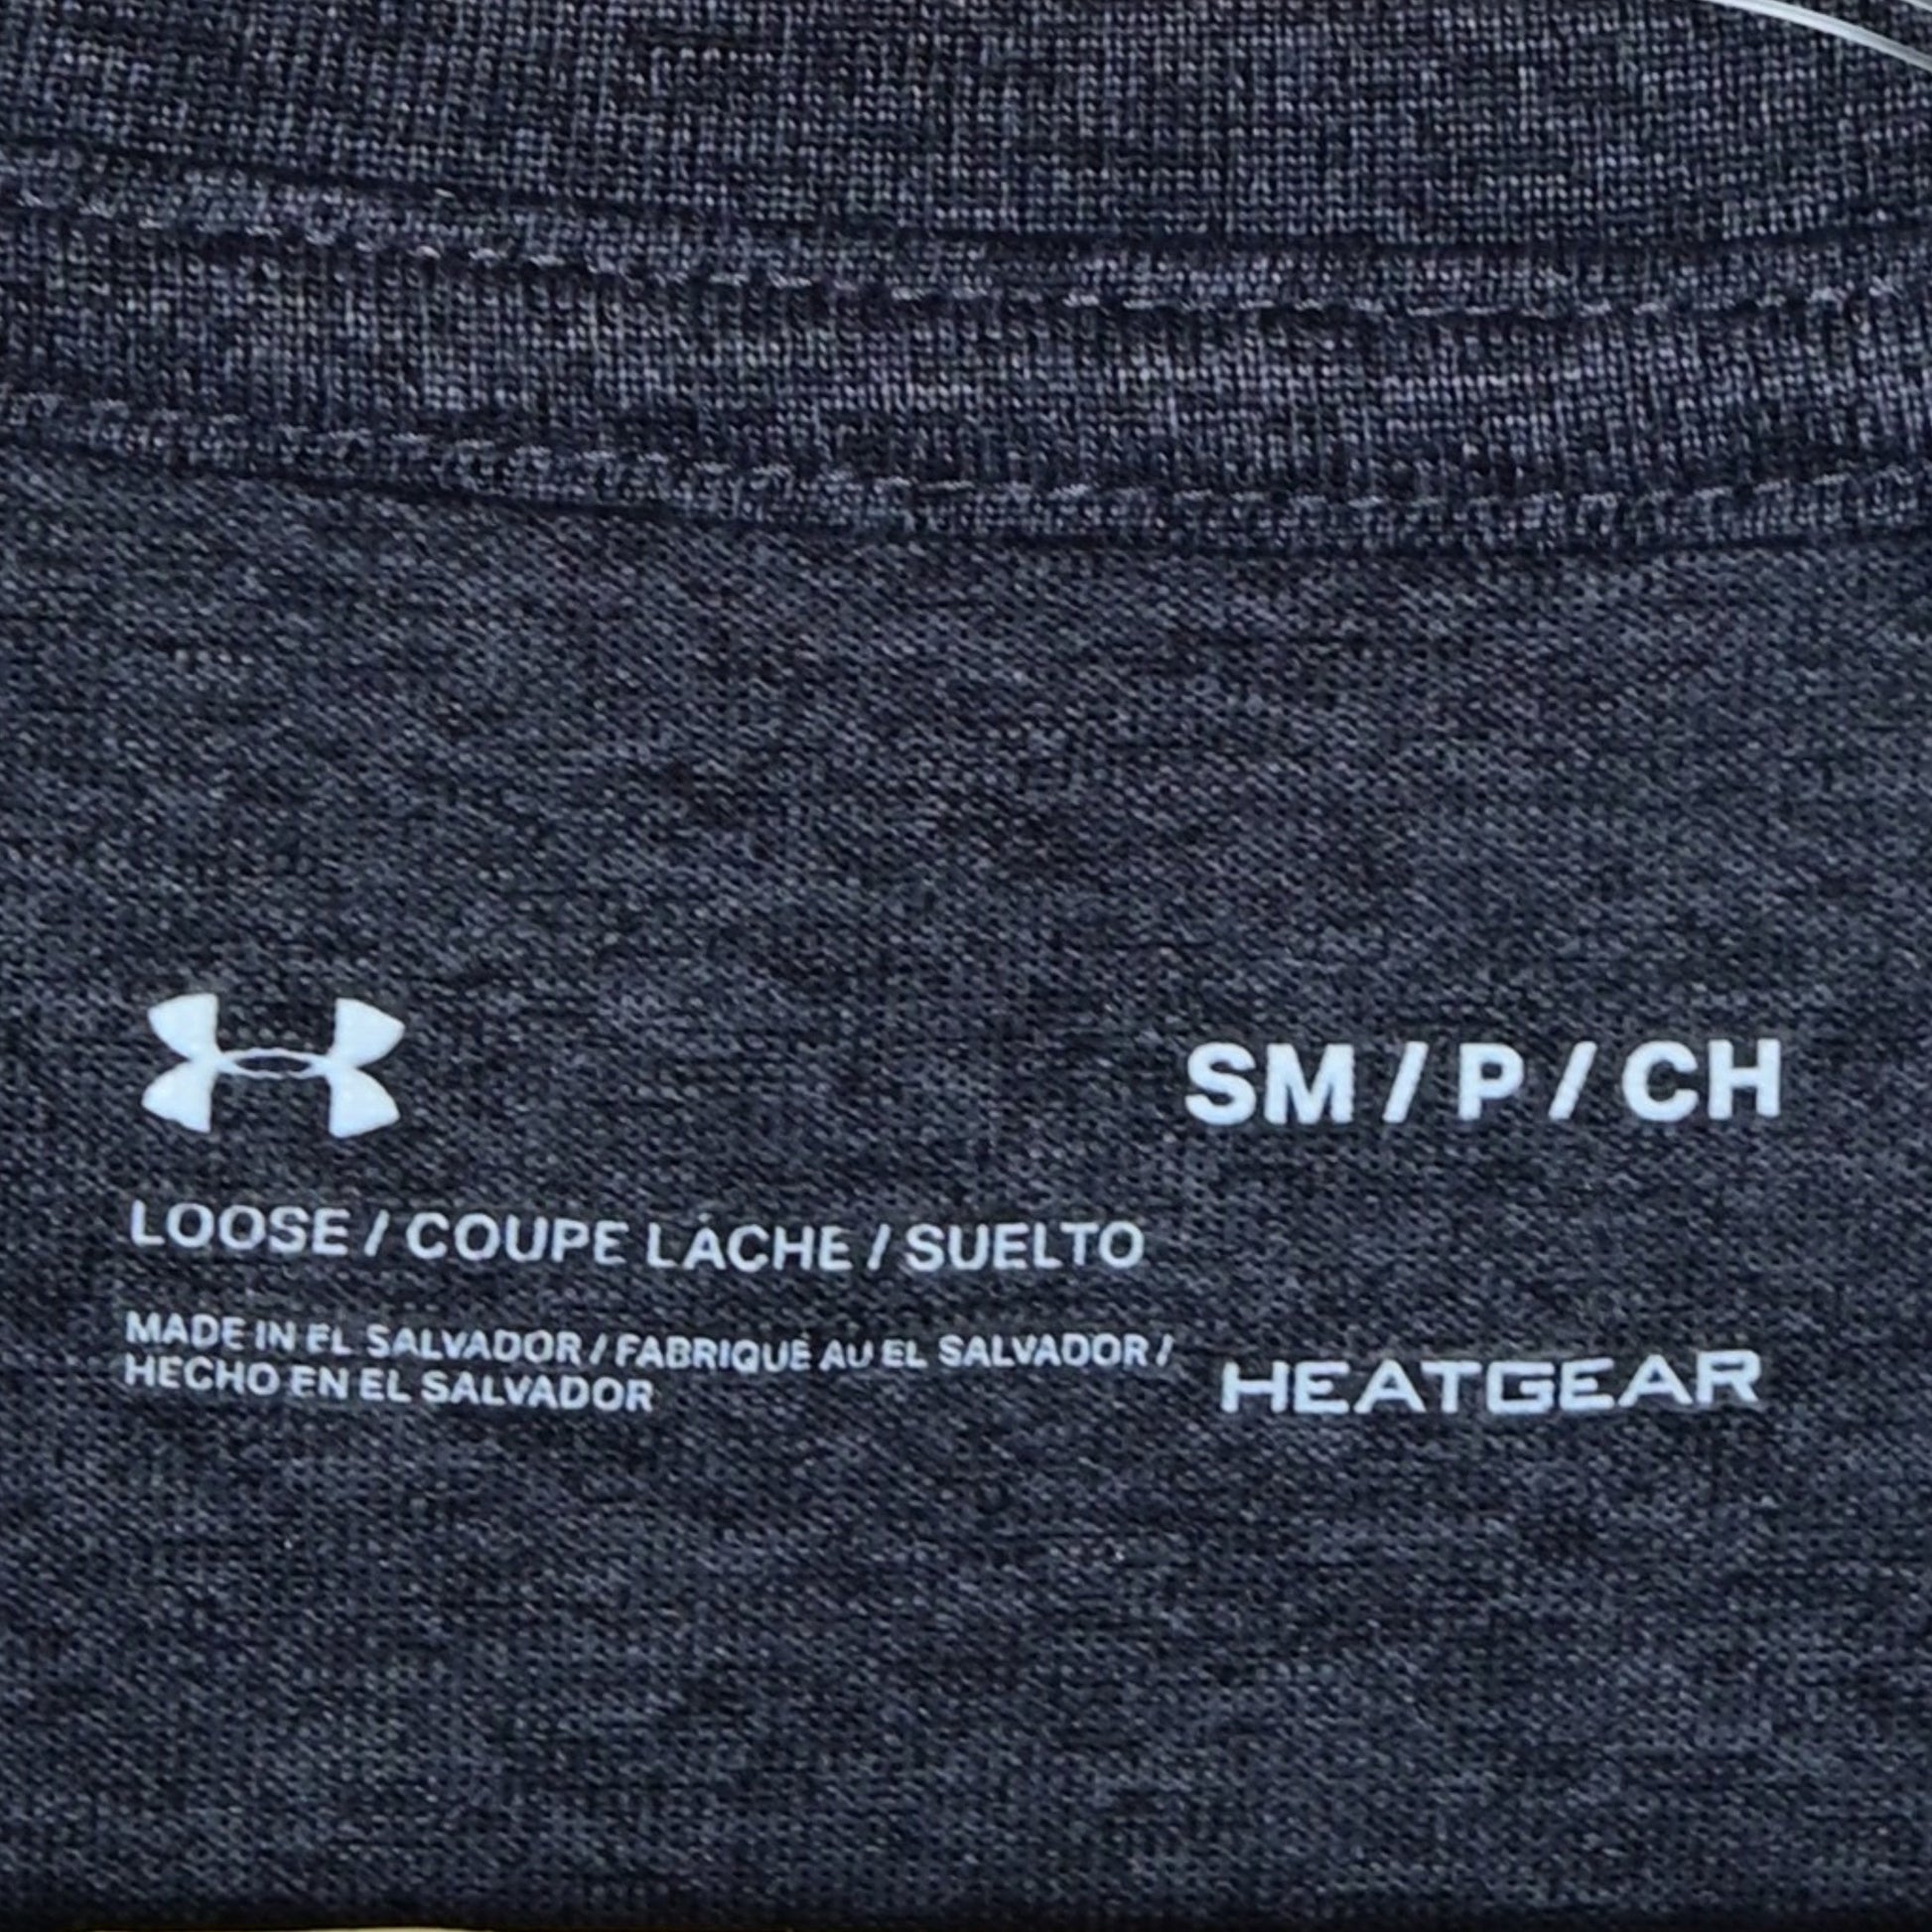 SM / P / CH
LOOSE / COUPE LÂCHE / SUELTO
MADE IN EL SALVADOR / FABRIQUÉ AU EL SALVADOR /
HECHO EN EL SALVADOR
HEATGEAR